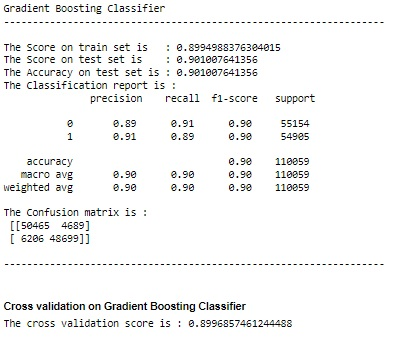 Gradient Boosting Classifier
--------------------------------------------------------------------------------
The Score on train set is   : 0.8994988376304015
The Score on test set is    : 0.901007641356
The Accuracy on test set is : 0.901007641356
The Classification report is :
              precision    recall  f1-score   support

           0       0.89      0.91      0.90     55154
           1       0.91      0.89      0.90     54905

    accuracy                           0.90    110059
   macro avg       0.90      0.90      0.90    110059
weighted avg       0.90      0.90      0.90    110059

The Confusion matrix is :
 [[50465  4689]
 [ 6206 48699]]
--------------------------------------------------------------------------------
Cross validation on Gradient Boosting Classifier
The cross validation score is : 0.8996857461244488